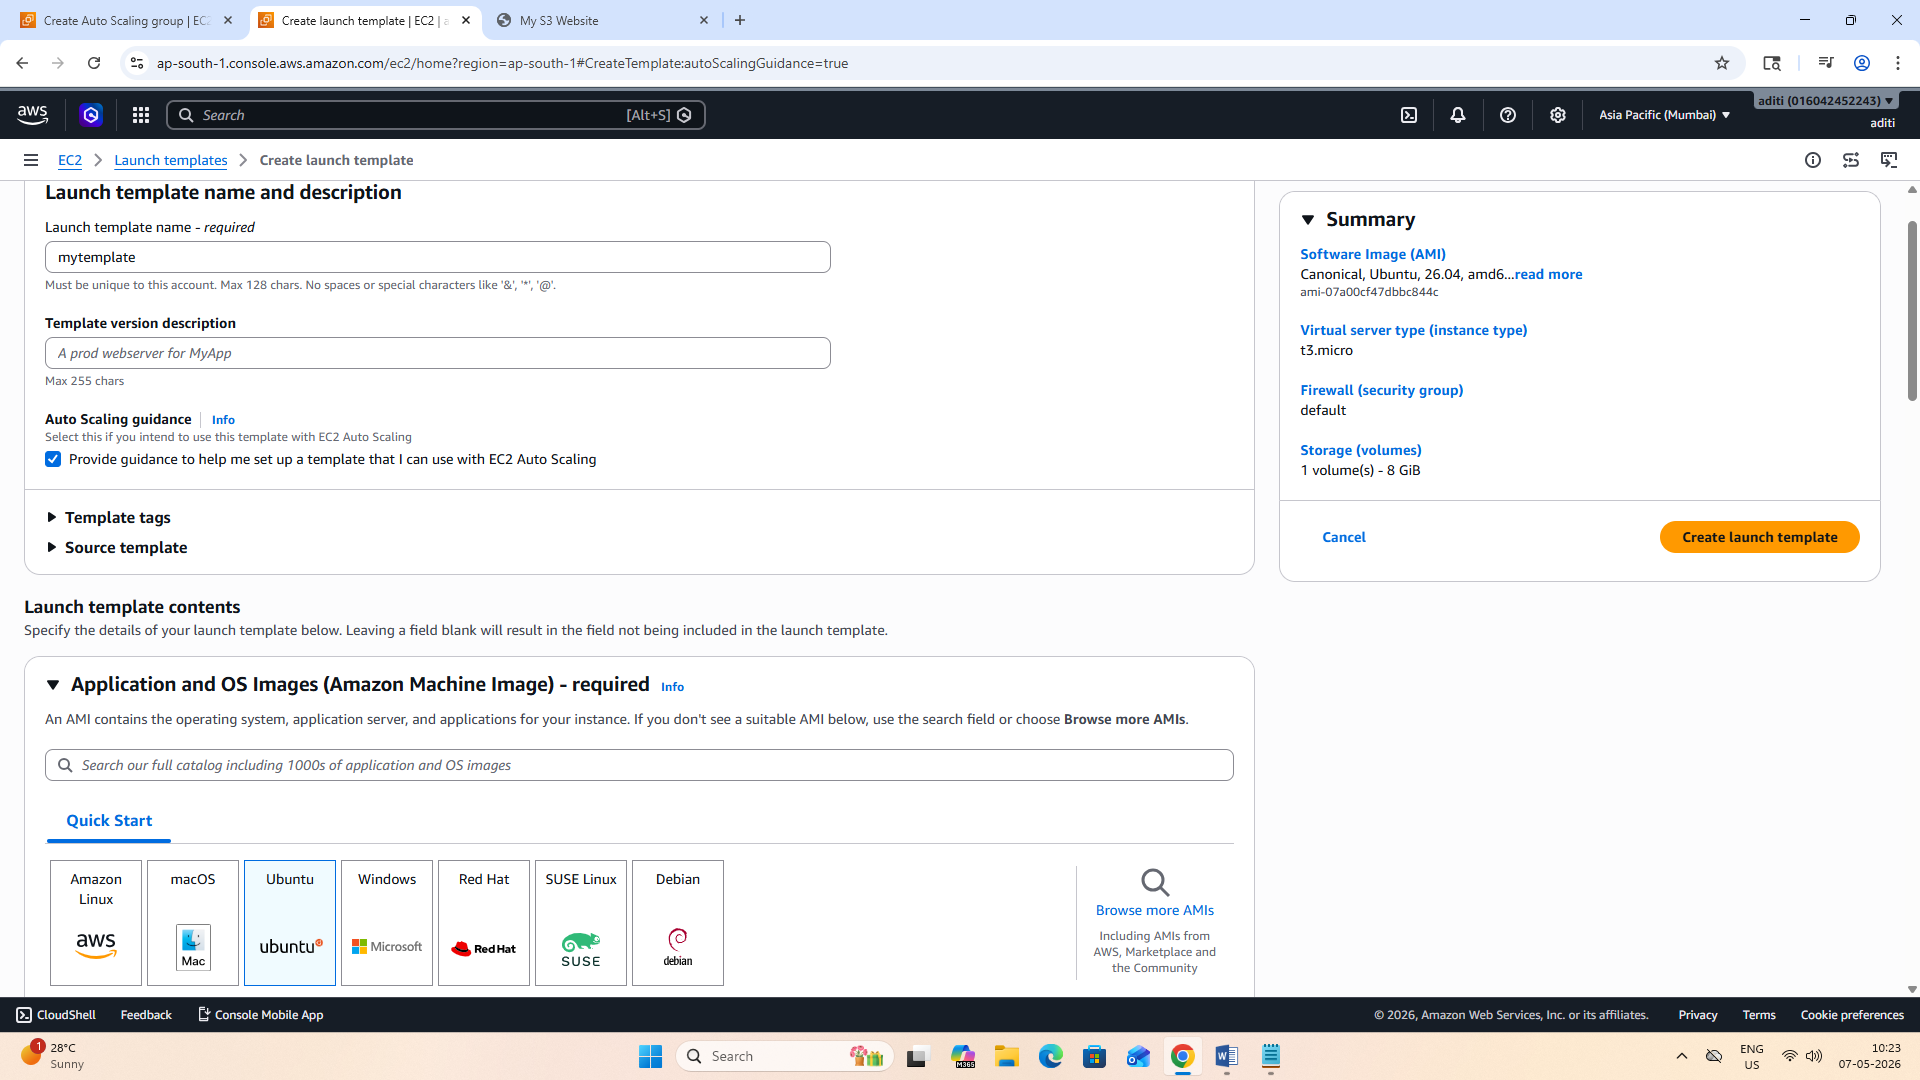 Create Auto Scaling group | EC2
Create launch template | EC2 | a
My S3 Website
ap-south-1.console.aws.amazon.com/ec2/home?region=ap-south-1#CreateTemplate:autoScalingGuidance=true
aws
Search
[Alt+S]
Asia Pacific (Mumbai)
aditi (016042452243)
aditi
EC2
Launch templates
Create launch template
Launch template name and description
Launch template name - required
mytemplate
Must be unique to this account. Max 128 chars. No spaces or special characters like '&', '*', '@'.
Template version description
A prod webserver for MyApp
Max 255 chars
Auto Scaling guidance
Info
Select this if you intend to use this template with EC2 Auto Scaling
Provide guidance to help me set up a template that I can use with EC2 Auto Scaling
Template tags
Source template
Summary
Software Image (AMI)
Canonical, Ubuntu, 26.04, amd6...read more
ami-07a00cf47dbbc844c
Virtual server type (instance type)
t3.micro
Firewall (security group)
default
Storage (volumes)
1 volume(s) - 8 GiB
Cancel
Create launch template
Launch template contents
Specify the details of your launch template below. Leaving a field blank will result in the field not being included in the launch template.
Application and OS Images (Amazon Machine Image) - required
Info
An AMI contains the operating system, application server, and applications for your instance. If you don't see a suitable AMI below, use the search field or choose Browse more AMIs.
Search our full catalog including 1000s of application and OS images
Quick Start
Amazon
Linux
aws
macOS
Mac
Ubuntu
ubuntu
Windows
Microsoft
Red Hat
Red Hat
SUSE Linux
SUSE
Debian
debian
Browse more AMIs
Including AMIs from
AWS, Marketplace and
the Community
CloudShell
Feedback
Console Mobile App
© 2026, Amazon Web Services, Inc. or its affiliates.
Privacy
Terms
Cookie preferences
1
28°C
Sunny
Search
M365
ENG
US
10:23
07-05-2026